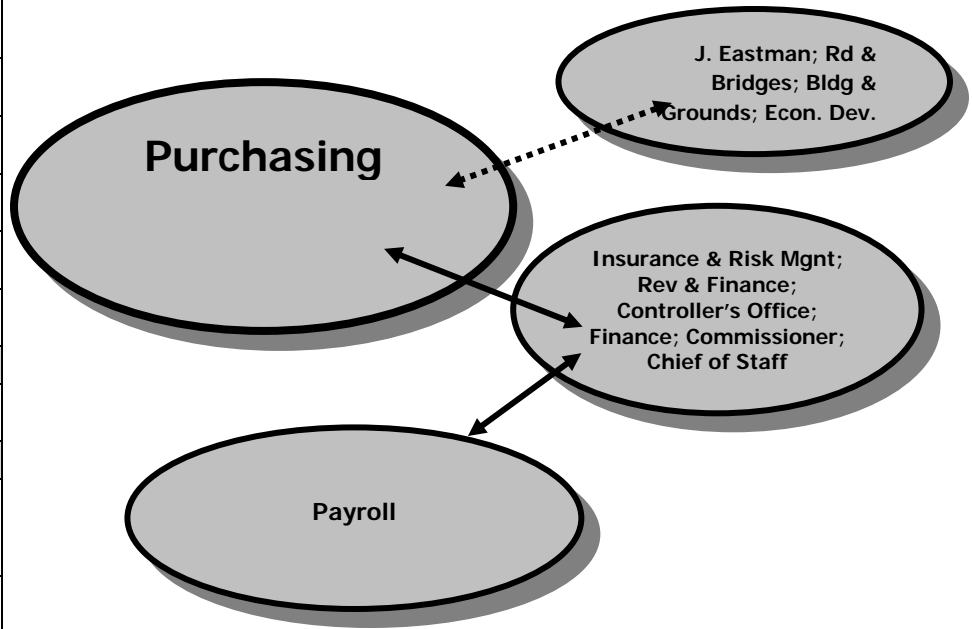 J. Eastman; Rd &
Bridges; Bldg &
Grounds; Econ. Dev.
Purchasing
Insurance & Risk Mgnt;
Rev & Finance;
Controller's Office;
Finance; Commissioner;
Chief of Staff
Payroll